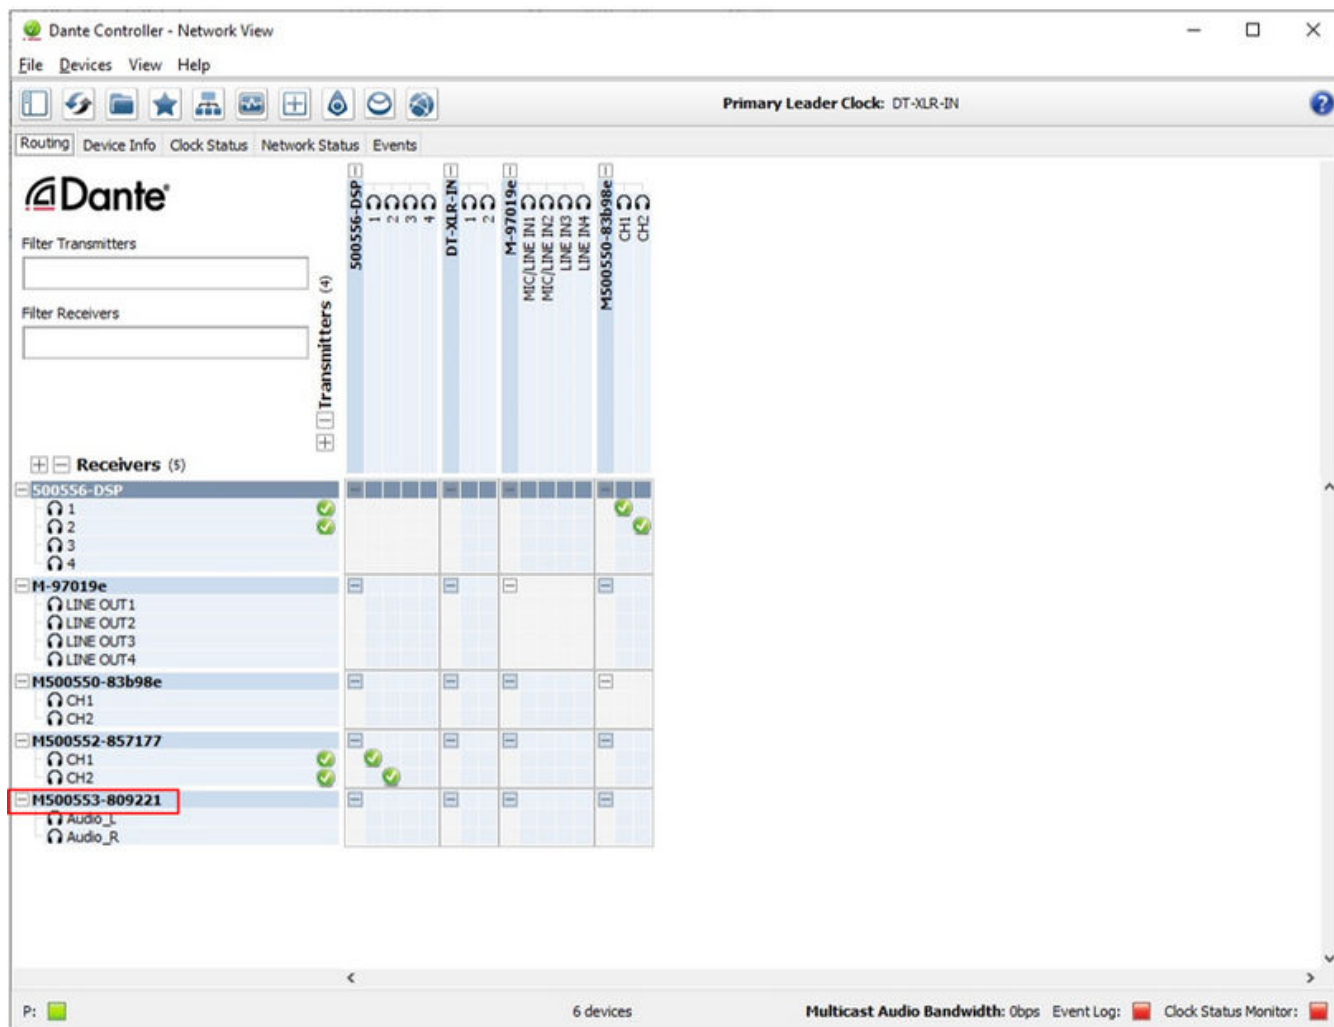 Dante Controller - Network View
File Devices View Help
Primary Leader Clock: DT-XLR-IN
Routing Device Info Clock Status Network Status Events
Dante
Filter Transmitters
Filter Receivers
Transmitters (4)
500556-DSP
1
2
3
4
DT-XLR-IN
1
2
M-97019e
MIC/LINE IN1
MIC/LINE IN2
LINE IN3
LINE IN4
M500550-83b98e
CH1
CH2
Receivers (5)
500556-DSP
1
2
3
4
M-97019e
LINE OUT1
LINE OUT2
LINE OUT3
LINE OUT4
M500550-83b98e
CH1
CH2
M500552-857177
CH1
CH2
M500553-809221
Audio_L
Audio_R
P: 6 devices Multicast Audio Bandwidth: 0bps Event Log: Clock Status Monitor: